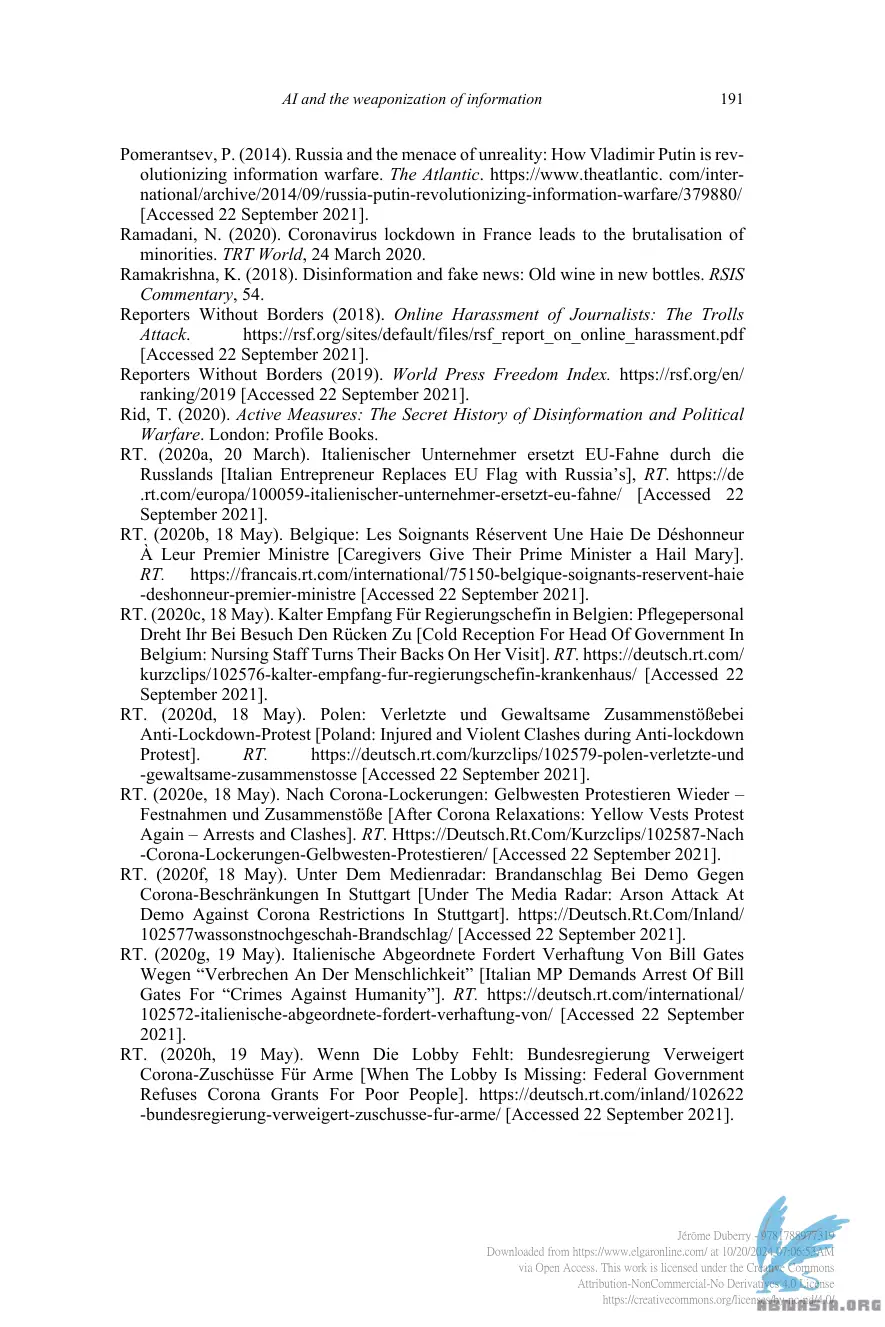 AI and the weaponization of information 191
Pomerantsev, P. (2014). Russia and the menace of unreality: How Vladimir Putin is rev-
olutionizing information warfare. The Atlantic. https://www.theatlantic. com/inter-
national/archive/2014/09/russia-putin-revolutionizing-information-warfare/379880/
[Accessed 22 September 2021].
Ramadani, N. (2020). Coronavirus lockdown in France leads to the brutalisation of
minorities. TRT World, 24 March 2020.
Ramakrishna, K. (2018). Disinformation and fake news: Old wine in new bottles. RSIS
Commentary, 54.
Reporters Without Borders (2018). Online Harassment of Journalists: The Trolls
Attack. https://rsf.org/sites/default/files/rsf_report_on_online_harassment.pdf
[Accessed 22 September 2021].
Reporters Without Borders (2019). World Press Freedom Index. https://rsf.org/en/
ranking/2019 [Accessed 22 September 2021].
Rid, T. (2020). Active Measures: The Secret History of Disinformation and Political
Warfare. London: Profile Books.
RT. (2020a, 20 March). Italienischer Unternehmer ersetzt EU-Fahne durch die
Russlands [Italian Entrepreneur Replaces EU Flag with Russia’s], RT. https://de
.rt.com/europa/100059-italienischer-unternehmer-ersetzt-eu-fahne/ [Accessed 22
September 2021].
RT. (2020b, 18 May). Belgique: Les Soignants Réservent Une Haie De Déshonneur
À Leur Premier Ministre [Caregivers Give Their Prime Minister a Hail Mary].
RT. https://francais.rt.com/international/75150-belgique-soignants-reservent-haie
-deshonneur-premier-ministre [Accessed 22 September 2021].
RT. (2020c, 18 May). Kalter Empfang Für Regierungschefin in Belgien: Pflegepersonal
Dreht Ihr Bei Besuch Den Rücken Zu [Cold Reception For Head Of Government In
Belgium: Nursing Staff Turns Their Backs On Her Visit]. RT. https://deutsch.rt.com/
kurzclips/102576-kalter-empfang-fur-regierungschefin-krankenhaus/ [Accessed 22
September 2021].
RT. (2020d, 18 May). Polen: Verletzte und Gewaltsame Zusammenstößebei
Anti-Lockdown-Protest [Poland: Injured and Violent Clashes during Anti-lockdown
Protest]. RT. https://deutsch.rt.com/kurzclips/102579-polen-verletzte-und
-gewaltsame-zusammenstosse [Accessed 22 September 2021].
RT. (2020e, 18 May). Nach Corona-Lockerungen: Gelbwesten Protestieren Wieder –
Festnahmen und Zusammenstöße [After Corona Relaxations: Yellow Vests Protest
Again – Arrests and Clashes]. RT. Https://Deutsch.Rt.Com/Kurzclips/102587-Nach
-Corona-Lockerungen-Gelbwesten-Protestieren/ [Accessed 22 September 2021].
RT. (2020f, 18 May). Unter Dem Medienradar: Brandanschlag Bei Demo Gegen
Corona-Beschränkungen In Stuttgart [Under The Media Radar: Arson Attack At
Demo Against Corona Restrictions In Stuttgart]. https://Deutsch.Rt.Com/Inland/
102577wassonstnochgeschah-Brandschlag/ [Accessed 22 September 2021].
RT. (2020g, 19 May). Italienische Abgeordnete Fordert Verhaftung Von Bill Gates
Wegen “Verbrechen An Der Menschlichkeit” [Italian MP Demands Arrest Of Bill
Gates For “Crimes Against Humanity”]. RT. https://deutsch.rt.com/international/
102572-italienische-abgeordnete-fordert-verhaftung-von/ [Accessed 22 September
2021].
RT. (2020h, 19 May). Wenn Die Lobby Fehlt: Bundesregierung Verweigert
Corona-Zuschüsse Für Arme [When The Lobby Is Missing: Federal Government
Refuses Corona Grants For Poor People]. https://deutsch.rt.com/inland/102622
-bundesregierung-verweigert-zuschusse-fur-arme/ [Accessed 22 September 2021].
Jérôme Duberry - 9781788977319
Downloaded from https://www.elgaronline.com/ at 10/20/2024 07:06:53AM
via Open Access. This work is licensed under the Creative Commons
Attribution-NonCommercial-No Derivatives 4.0 License
https://creativecommons.org/licenses/by-nc-nd/4.0/
ABTWASIA.ORG